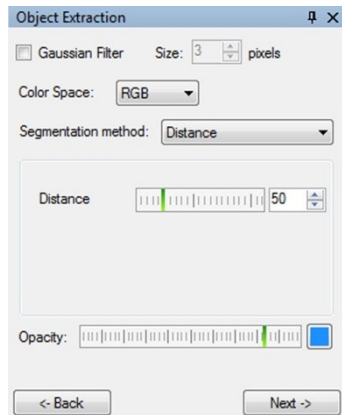 Object Extraction
Gaussian Filter Size: 3 pixels
Color Space: RGB
Segmentation method: Distance
Distance 50
Opacity:
<- Back Next ->